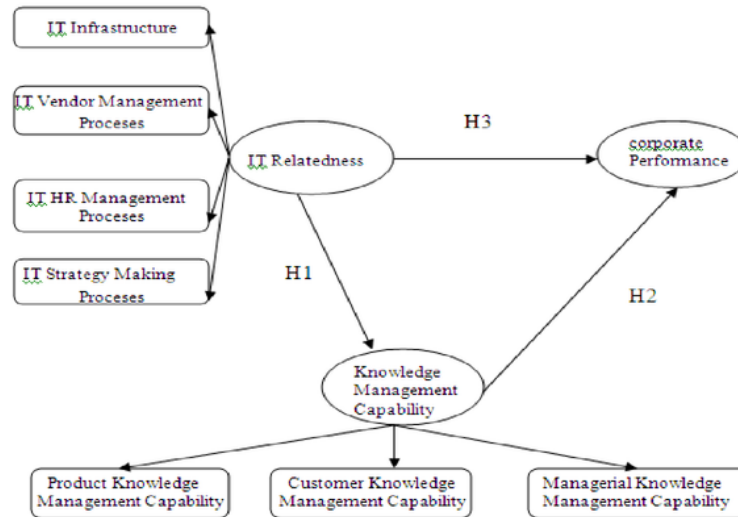 IT Infrastructure
IT Vendor Management
Proceses
IT HR Management
Proceses
IT Strategy Making
Proceses
IT Relatedness
H3
corporate
Performance
H1
H2
Knowledge
Management
Capability
Product Knowledge
Management Capability
Customer Knowledge
Management Capability
Managerial Knowledge
Management Capability